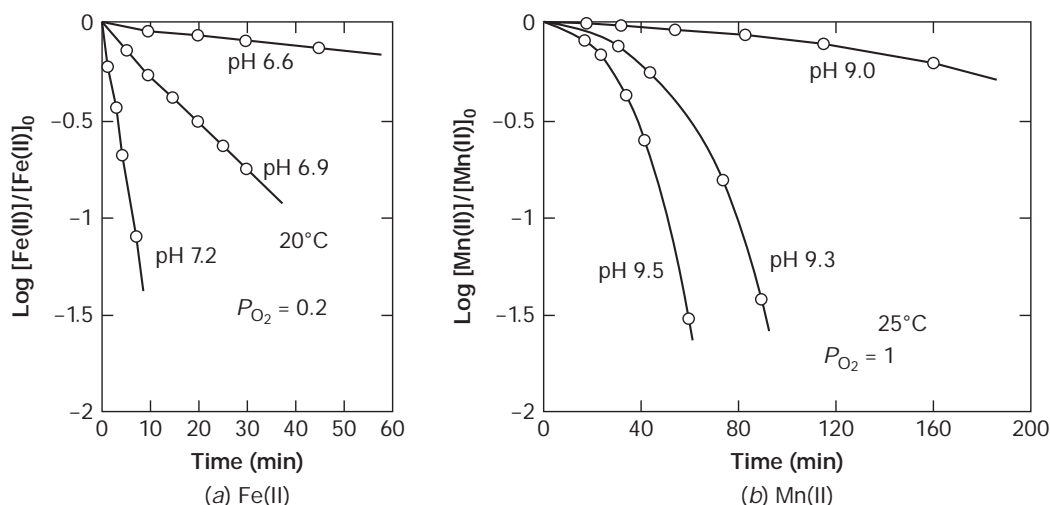 Log [Fe(II)]/[Fe(II)]₀
0
−0.5
−1
−1.5
−2
pH 6.6
pH 6.9
pH 7.2
20°C
P_O₂ = 0.2
0 10 20 30 40 50 60
Time (min)
(a) Fe(II)
Log [Mn(II)]/[Mn(II)]₀
0
−0.5
−1
−1.5
−2
pH 9.0
pH 9.3
pH 9.5
25°C
P_O₂ = 1
0 40 80 120 160 200
Time (min)
(b) Mn(II)